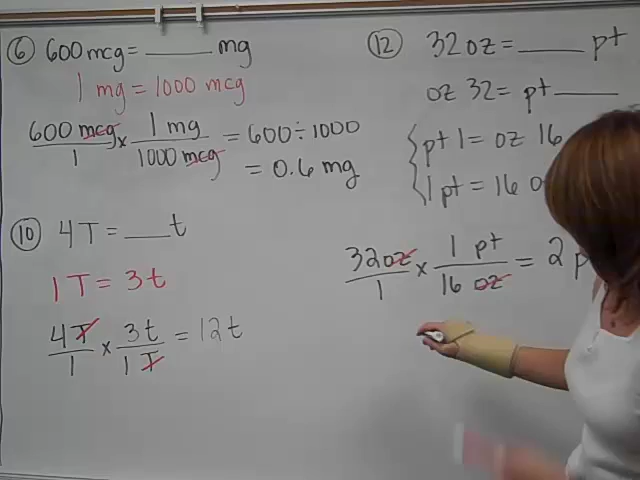 ⑥ 600 mcg = ____ mg
1 mg = 1000 mcg
600 mcg/1 × 1 mg/1000 mcg = 600 ÷ 1000
= 0.6 mg
⑩ 4T = ___ t
1 T = 3 t
4T/1 × 3t/1 T = 12 t
⑫ 32 oz = ____ pt
oz 32 = pt ____
pt 1 = oz 16
1 pt = 16 o
32 oz/1 × 1 pt/16 oz = 2 p